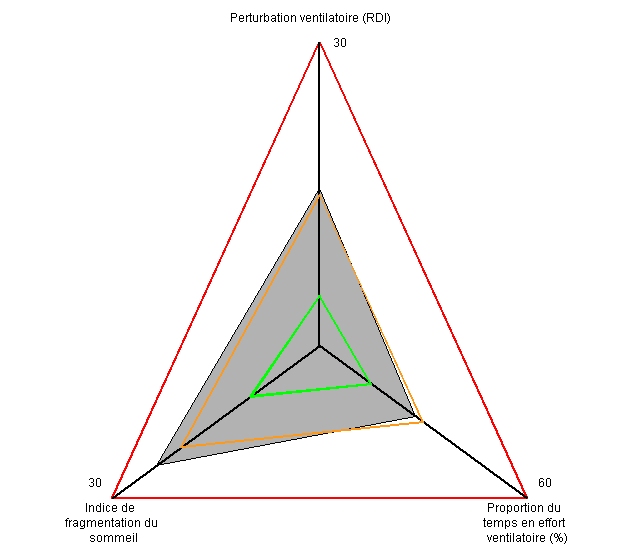 Perturbation ventilatoire (RDI)
30
30
60
Indice de
fragmentation du
sommeil
Proportion du
temps en effort
ventilatoire (%)